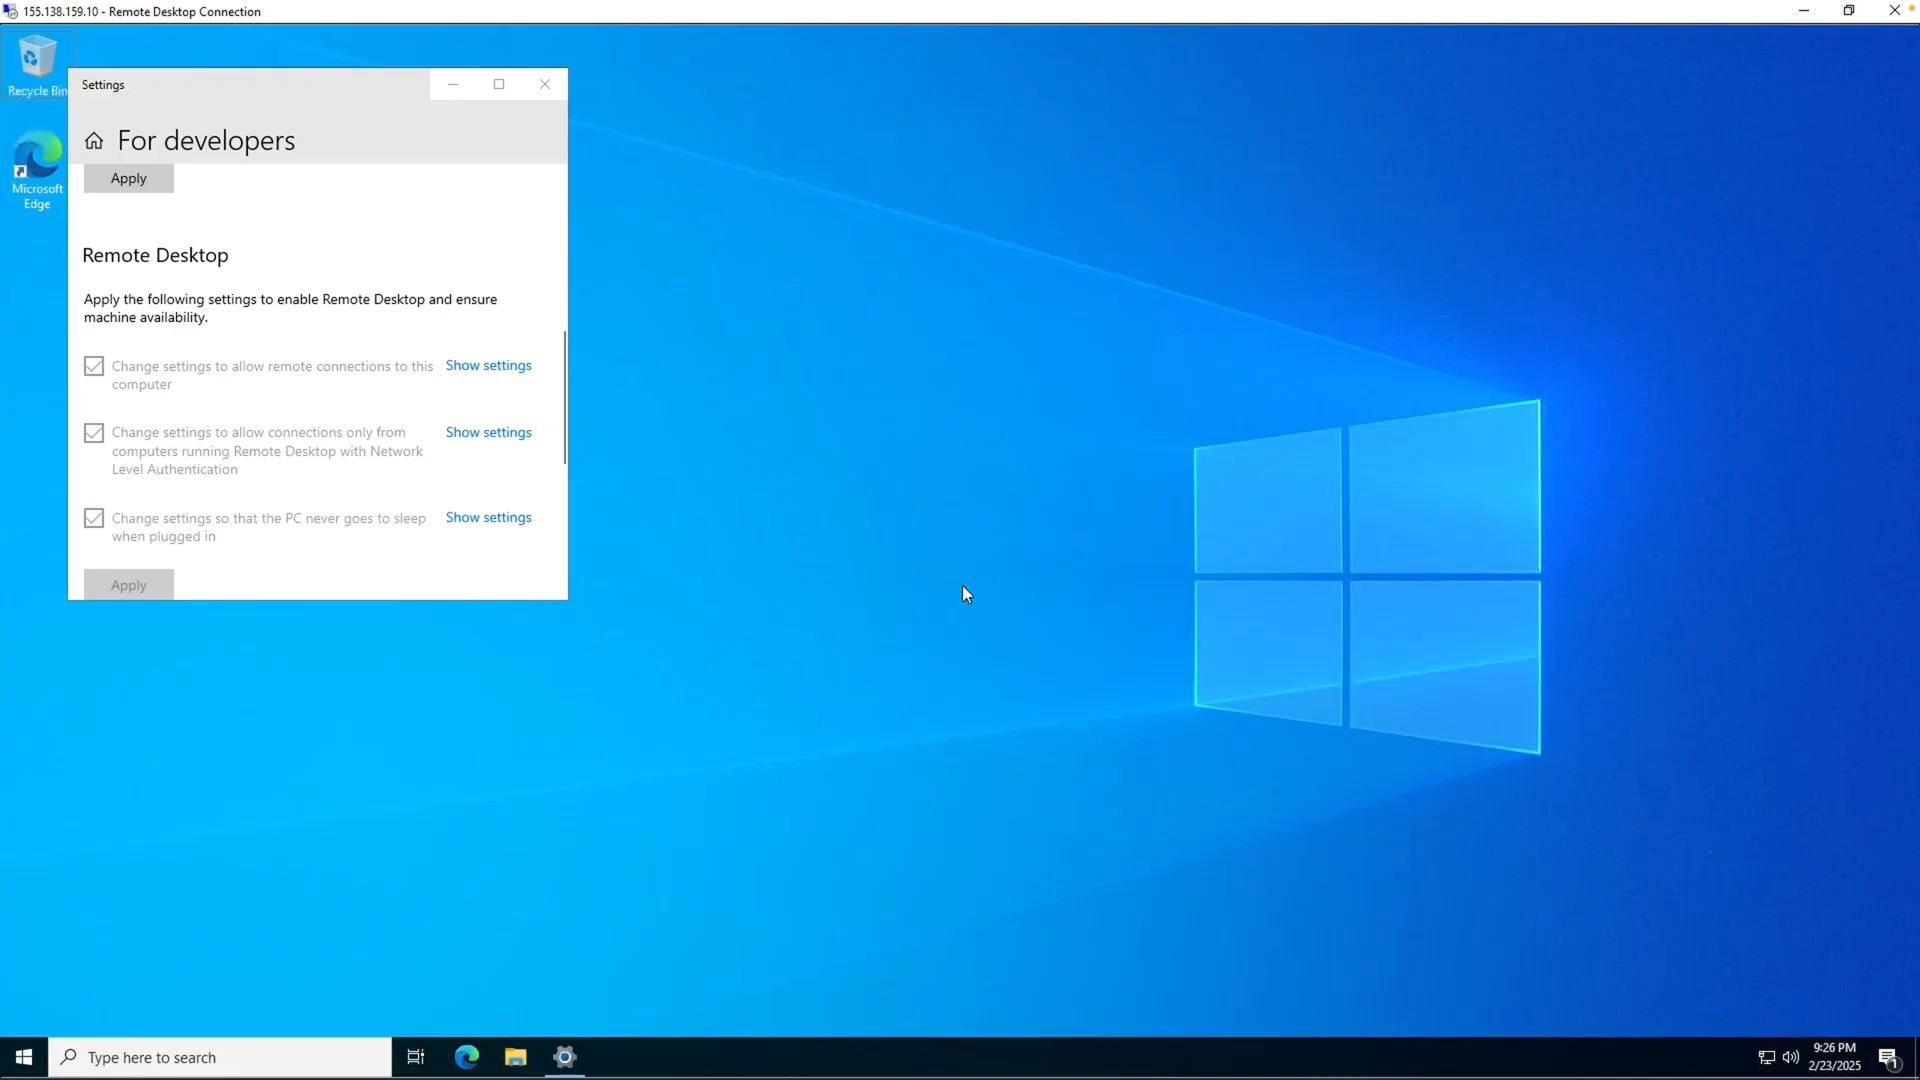 155.138.159.10 - Remote Desktop Connection
Recycle Bin
Microsoft
Edge
Settings
For developers
Apply
Remote Desktop
Apply the following settings to enable Remote Desktop and ensure
machine availability.
Change settings to allow remote connections to this
computer
Show settings
Change settings to allow connections only from
computers running Remote Desktop with Network
Level Authentication
Show settings
Change settings so that the PC never goes to sleep
when plugged in
Show settings
Apply
Type here to search
9:26 PM
2/23/2025
1